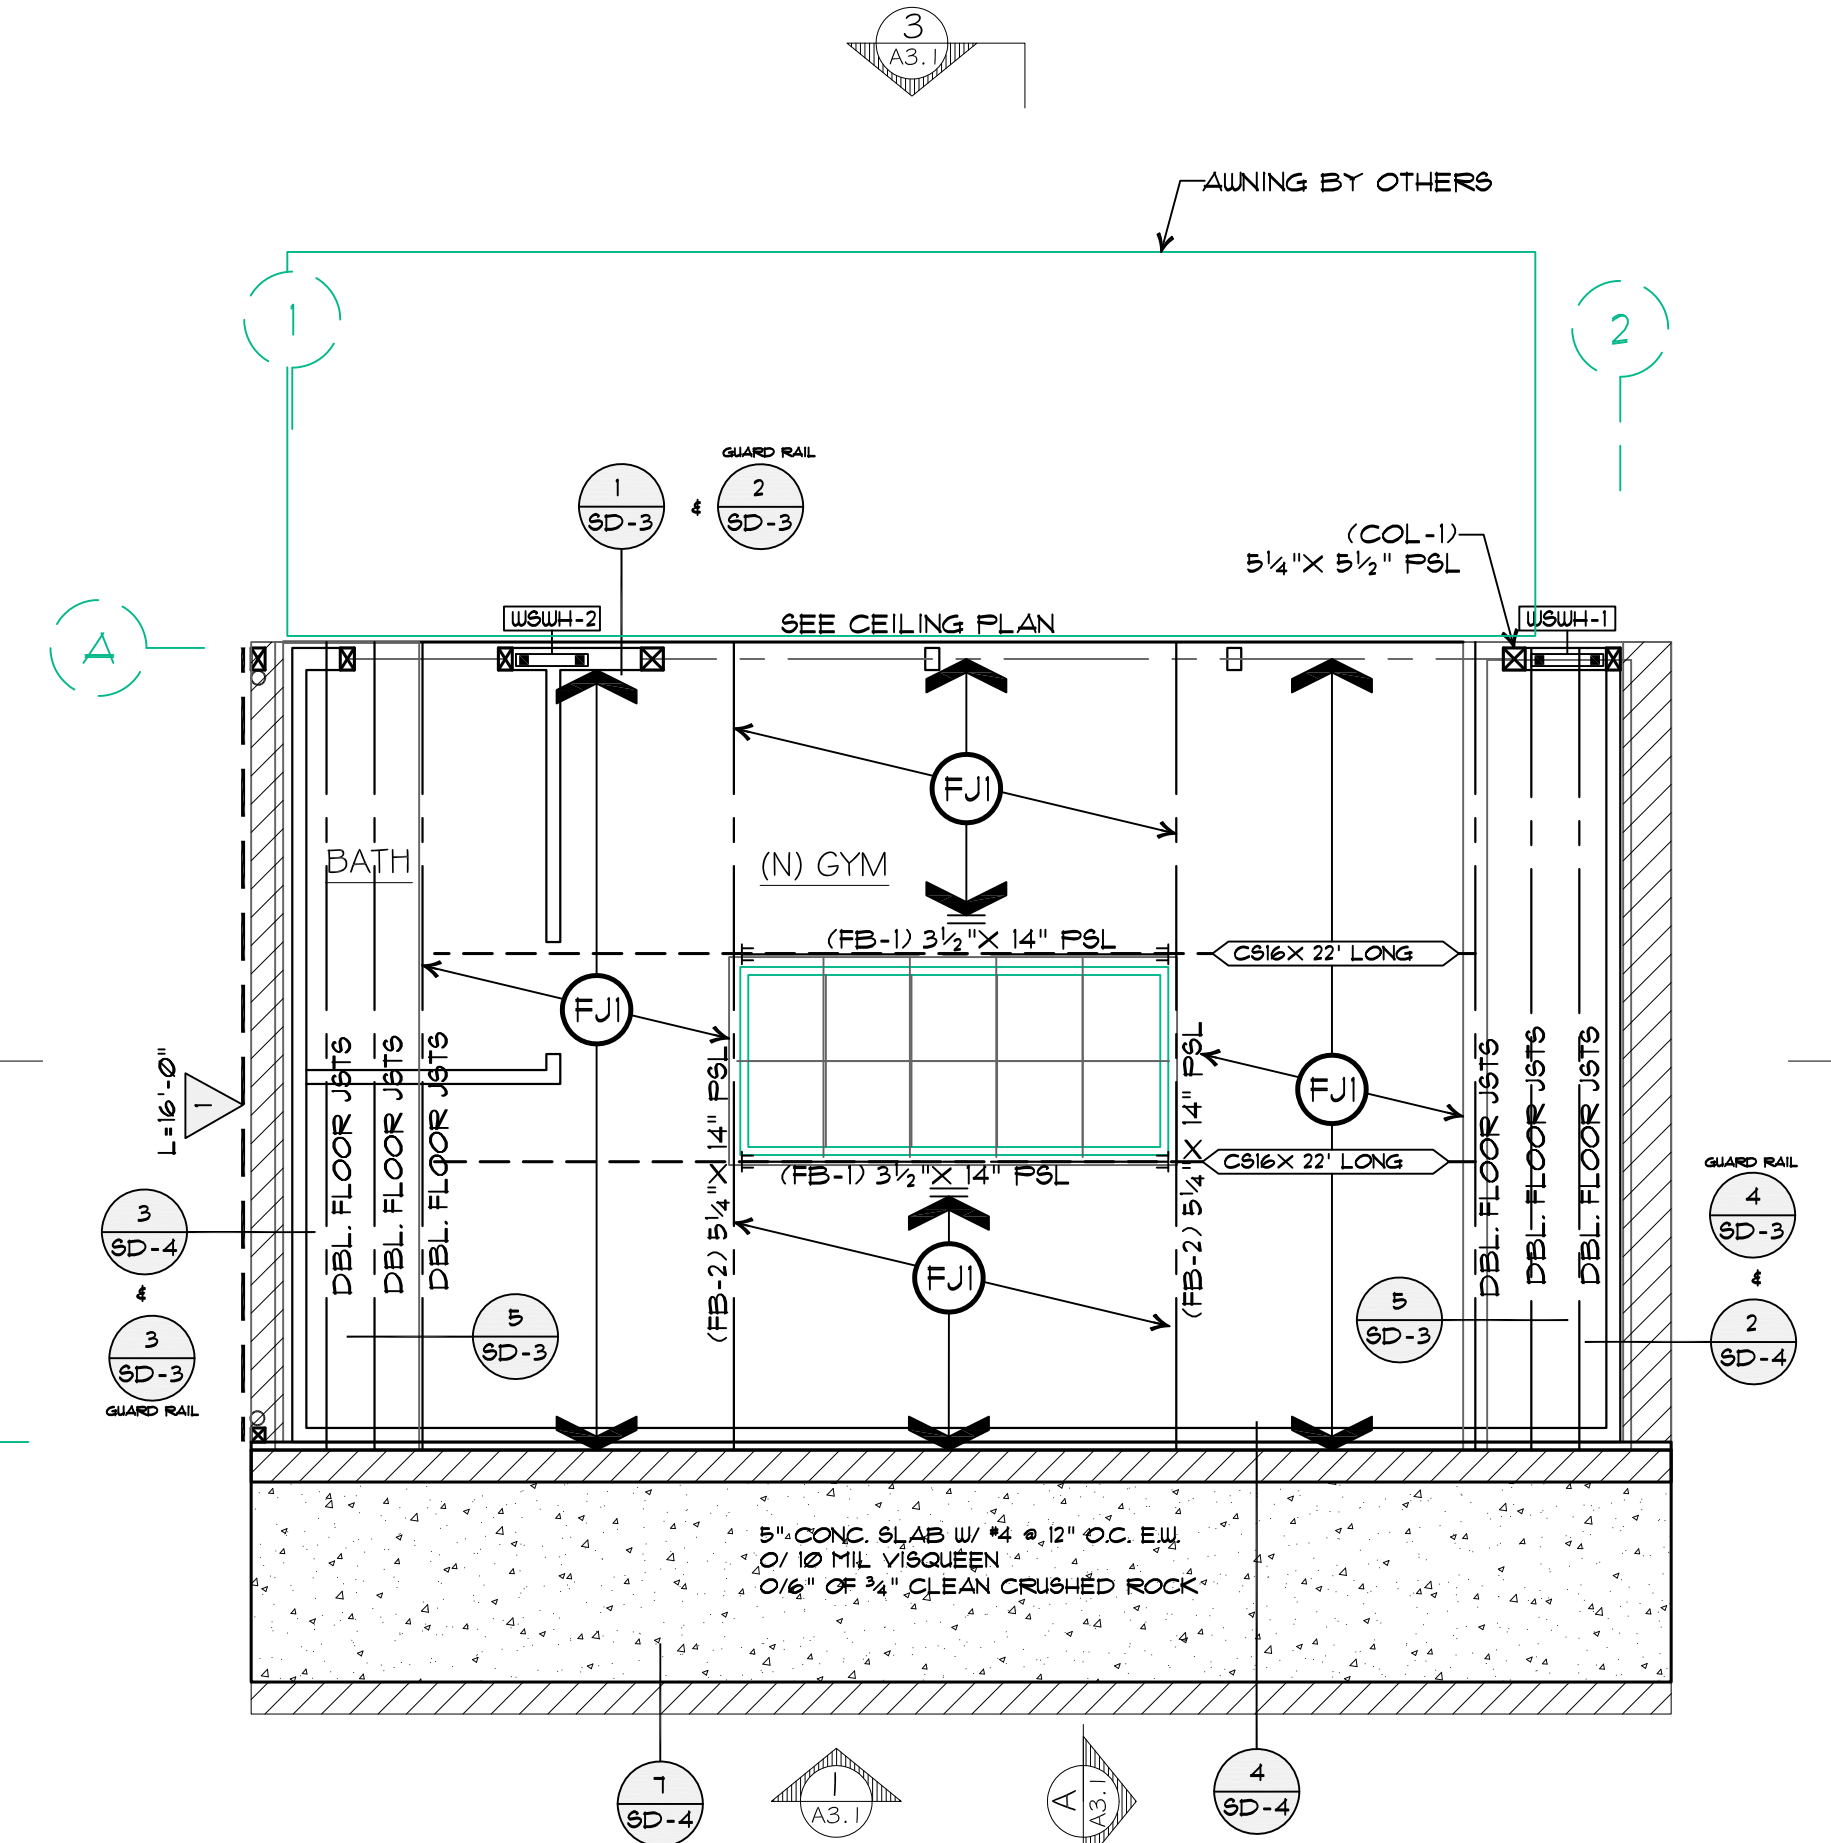 3
A3.1
AWNING BY OTHERS
1
2
GUARD RAIL
1
SD-3
&
2
SD-3
(COL-1)
5¼"X 5½" PSL
WSWH-2
SEE CEILING PLAN
WSWH-1
A
FJ1
BATH
(N) GYM
(FB-1) 3½"X 14" PSL
CS16X 22' LONG
FJ1
FJ1
L=16'-0"
1
DBL. FLOOR JSTS
DBL. FLOOR JSTS
DBL. FLOOR JSTS
(FB-2) 5¼"X 14" PSL
(FB-2) 5¼"X 14" PSL
DBL. FLOOR JSTS
DBL. FLOOR JSTS
DBL. FLOOR JSTS
CS16X 22' LONG
(FB-1) 3½"X 14" PSL
GUARD RAIL
4
SD-3
&
2
SD-4
3
SD-4
&
3
SD-3
GUARD RAIL
FJ1
5
SD-3
5
SD-3
5" CONC. SLAB W/ #4 @ 12" O.C. E.W.
O/ 10 MIL VISQUEEN
O/6" OF ¾" CLEAN CRUSHED ROCK
7
SD-4
1
A3.1
A
A3.1
4
SD-4